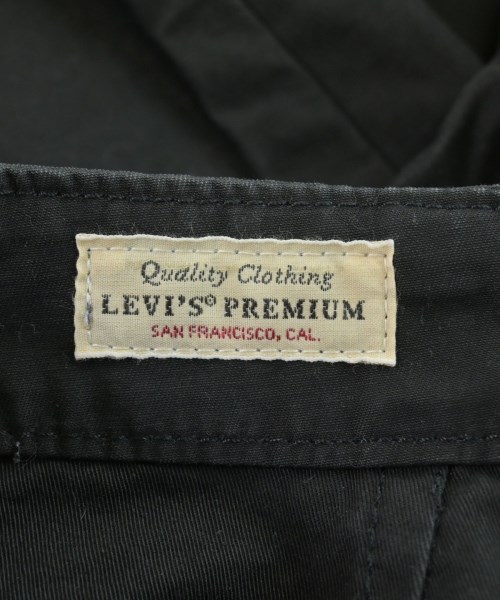 Quality Clothing
LEVI'S® PREMIUM
SAN FRANCISCO, CAL.